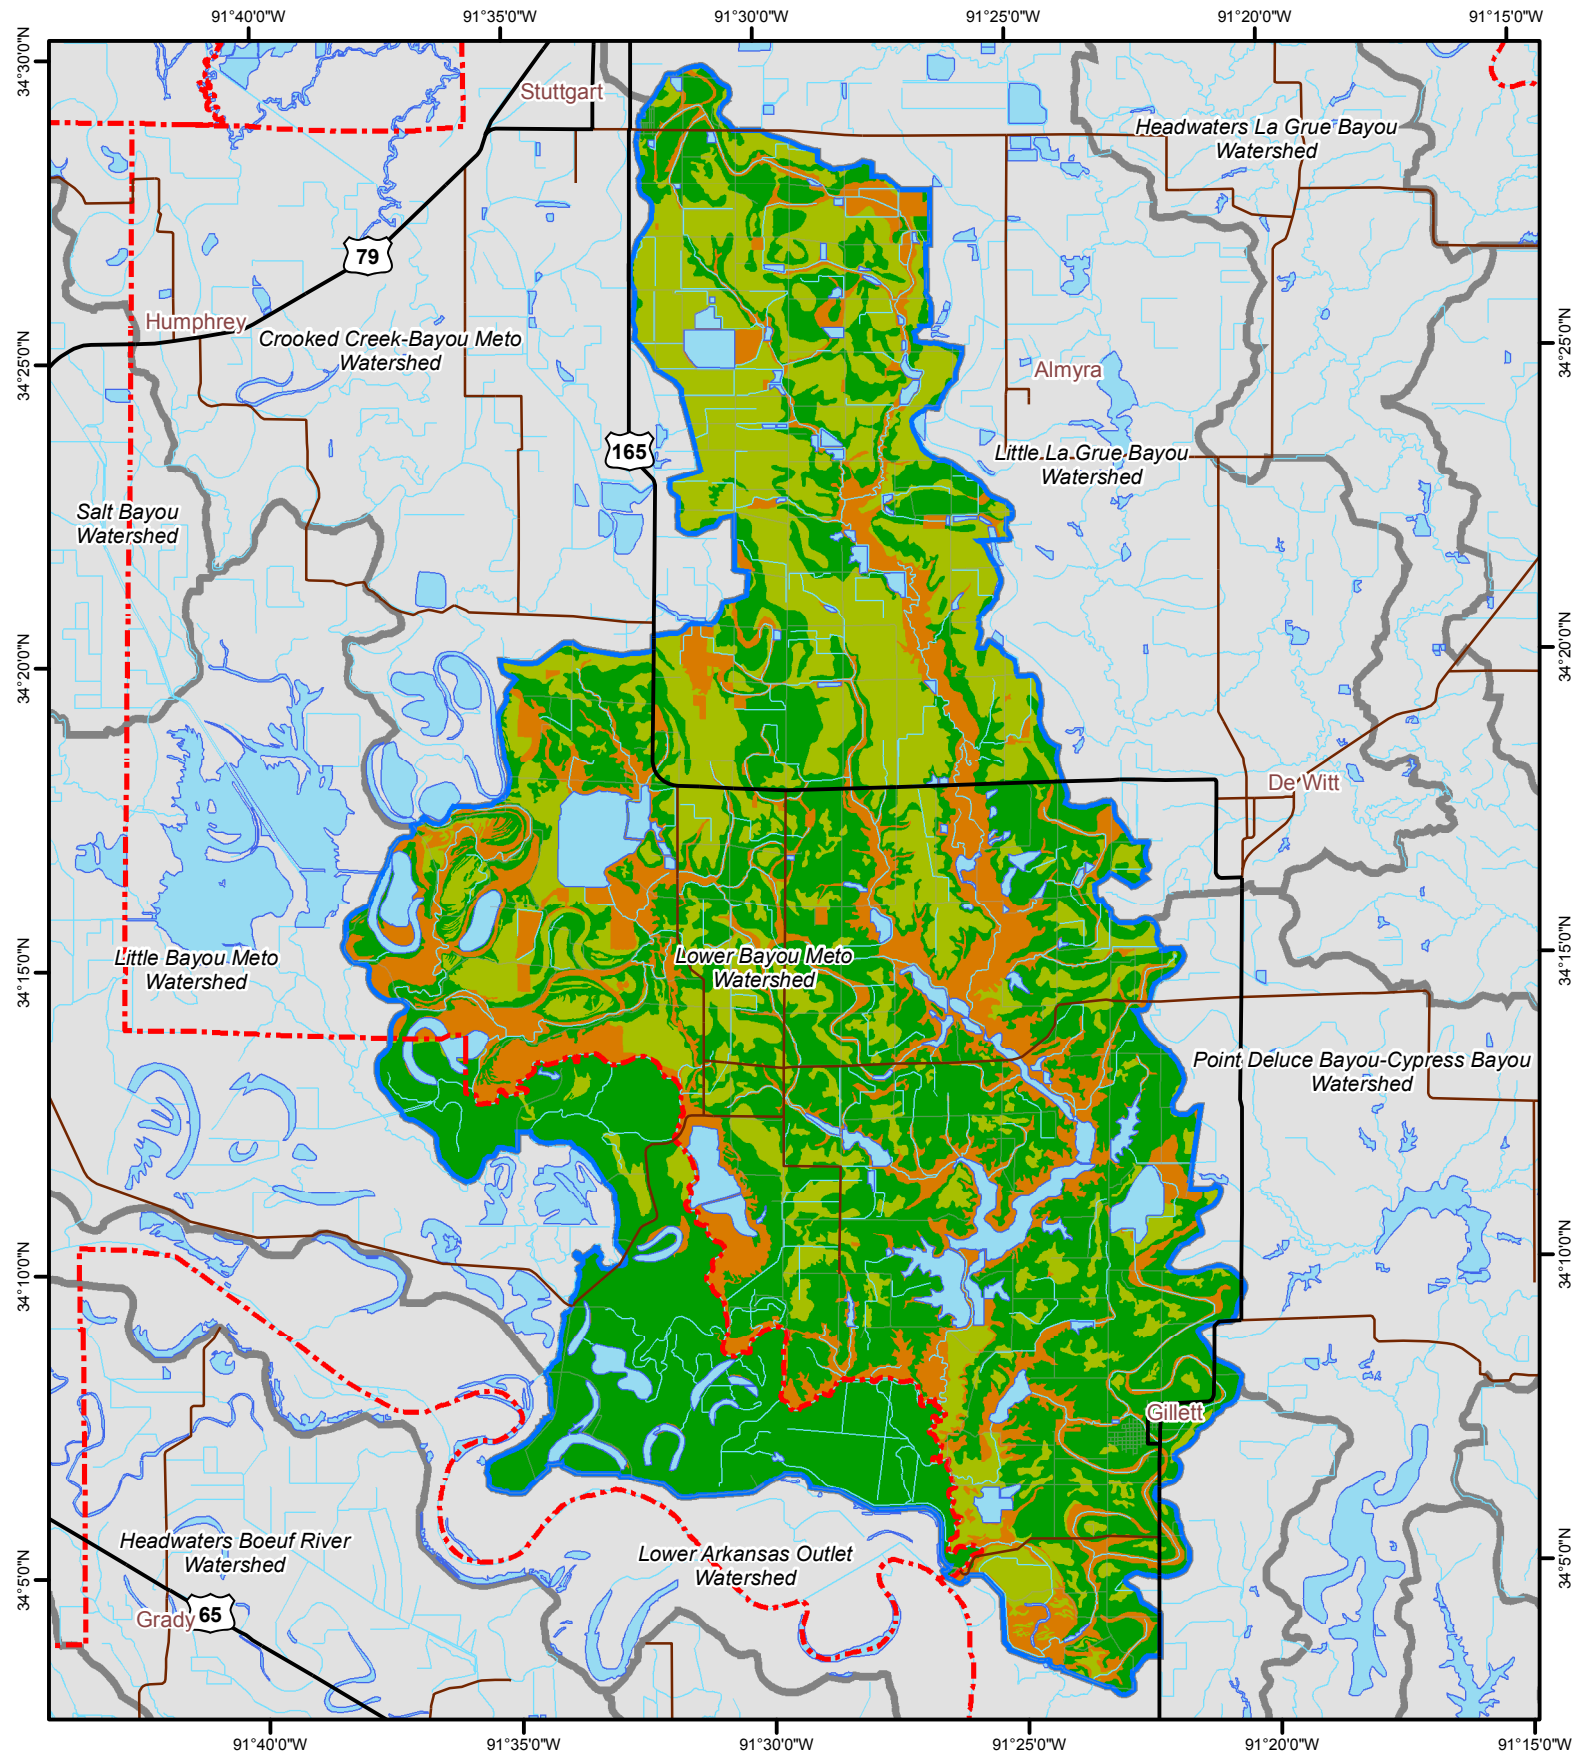 91°40'0"W
91°35'0"W
91°30'0"W
91°25'0"W
91°20'0"W
91°15'0"W
34°30'0"N
Stuttgart
Headwaters La Grue Bayou
Watershed
79
Humphrey
Crooked Creek-Bayou Meto
Watershed
34°25'0"N
34°25'0"N
Almyra
165
Little La Grue Bayou
Watershed
Salt Bayou
Watershed
34°20'0"N
34°20'0"N
De Witt
Little Bayou Meto
Watershed
Lower Bayou Meto
Watershed
34°15'0"N
34°15'0"N
Point Deluce Bayou-Cypress Bayou
Watershed
34°10'0"N
34°10'0"N
Gillett
Headwaters Boeuf River
Watershed
Lower Arkansas Outlet
Watershed
34°5'0"N
34°5'0"N
Grady
65
91°40'0"W
91°35'0"W
91°30'0"W
91°25'0"W
91°20'0"W
91°15'0"W